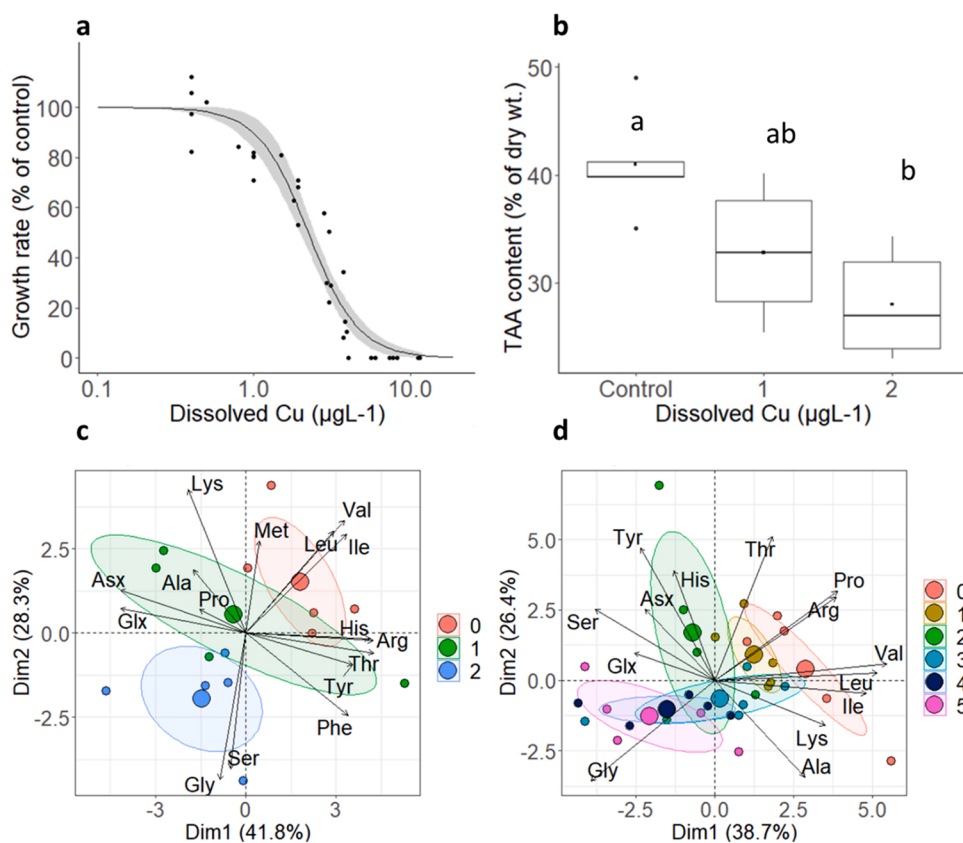 a
Growth rate (% of control)
100
80
60
40
20
0
0.1 1.0 10.0
Dissolved Cu (µgL-1)
b
TAA content (% of dry wt.)
50
40
30
a
ab
b
Control 1 2
Dissolved Cu (µgL-1)
c
Dim2 (28.3%)
2.5
0.0
-2.5
Lys
Val
Met
Leu Ile
Asx Ala
Pro
Glx
His
Arg
Thr
Tyr
Phe
Ser
Gly
-3 0 3
Dim1 (41.8%)
0
1
2
d
Dim2 (26.4%)
5.0
2.5
0.0
-2.5
Tyr
Thr
His
Pro
Asx
Arg
Ser
Glx
Val
Leu
Ile
Lys
His
Ala
-2.5 0.0 2.5 5.0
Dim1 (38.7%)
0
1
2
3
4
5